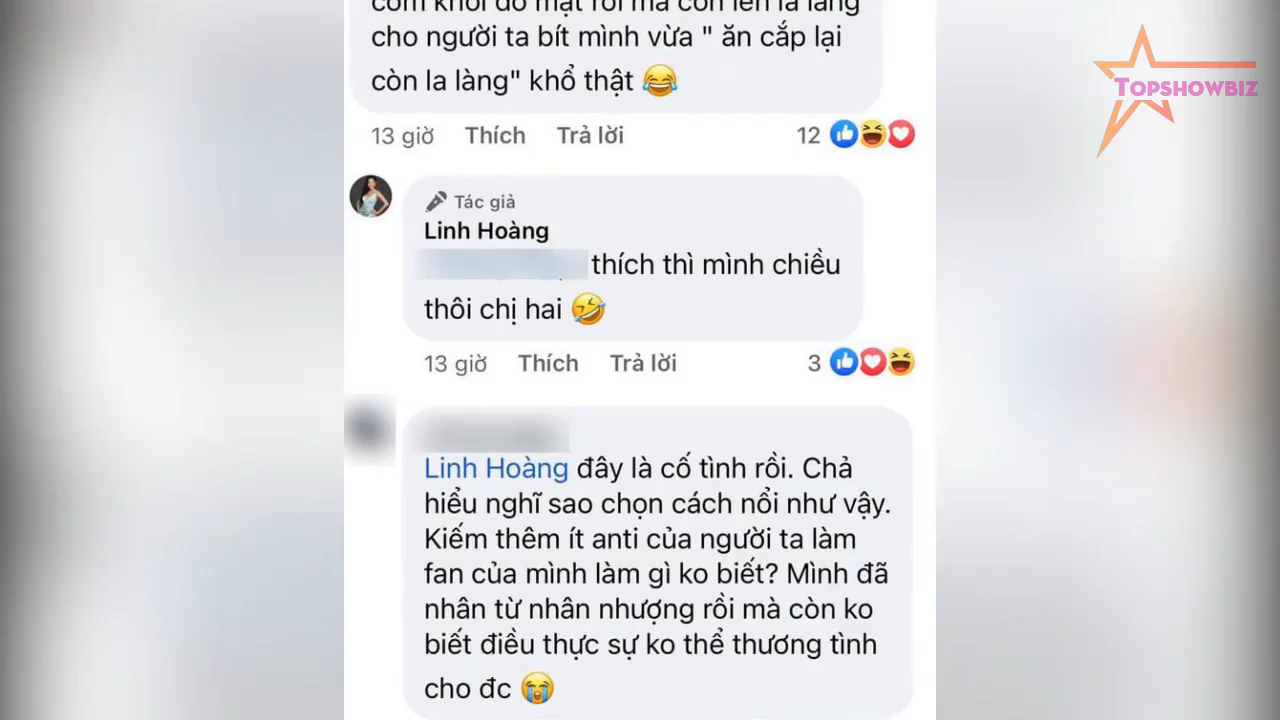 cho người ta bít mình vừa " ăn cắp lại
còn la làng" khổ thật 😂
13 giờ Thích Trả lời 12
Tác giả
Linh Hoàng
thích thì mình chiều
thôi chị hai 🤣
13 giờ Thích Trả lời 3
Linh Hoàng đây là cố tình rồi. Chả
hiểu nghĩ sao chọn cách nổi như vậy.
Kiếm thêm ít anti của người ta làm
fan của mình làm gì ko biết? Mình đã
nhân từ nhân nhượng rồi mà còn ko
biết điều thực sự ko thể thương tình
cho đc 😭
TOPSHOWBIZ